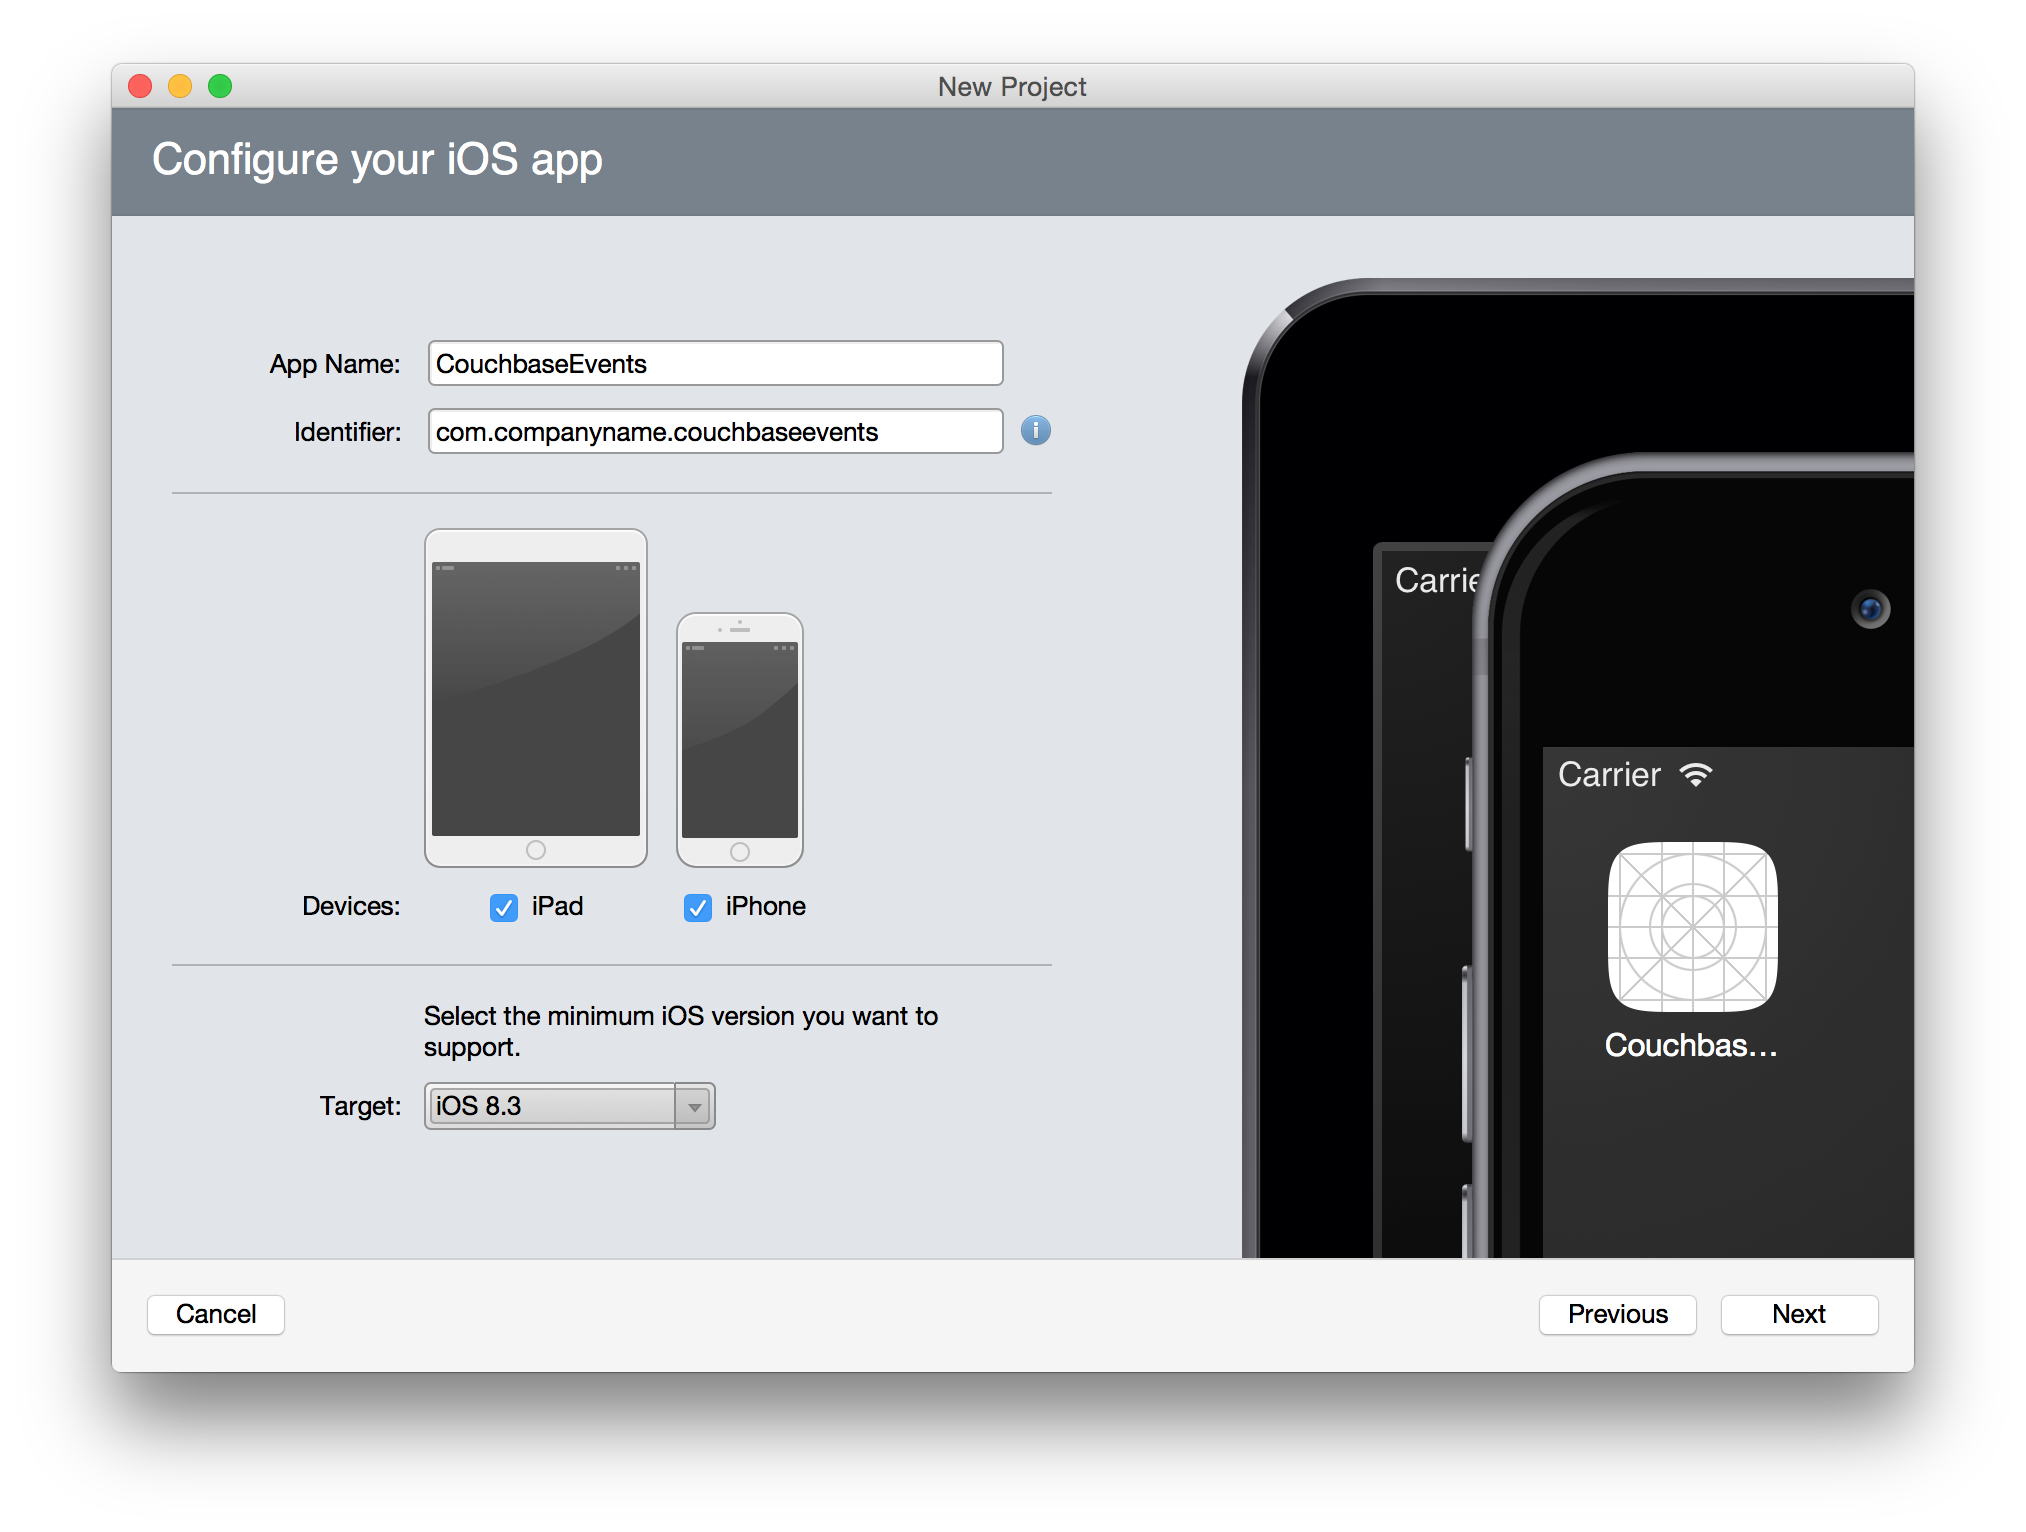 New Project
Configure your iOS app
App Name: CouchbaseEvents
Identifier: com.companyname.couchbaseevents
Devices: iPad iPhone
Select the minimum iOS version you want to
support.
Target: iOS 8.3
Carrie
Carrier
Couchbas...
Cancel Previous Next